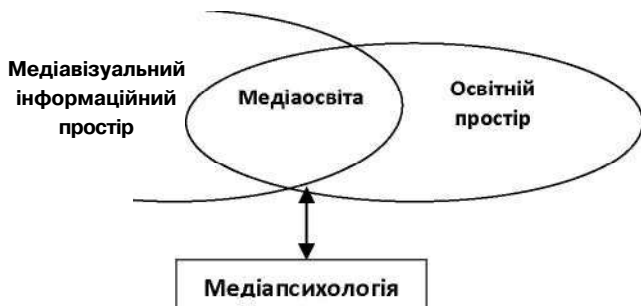 Медіавізуальний
інформаційний
простір
Медіаосвіта
Освітній
простір
Медіапсихологія